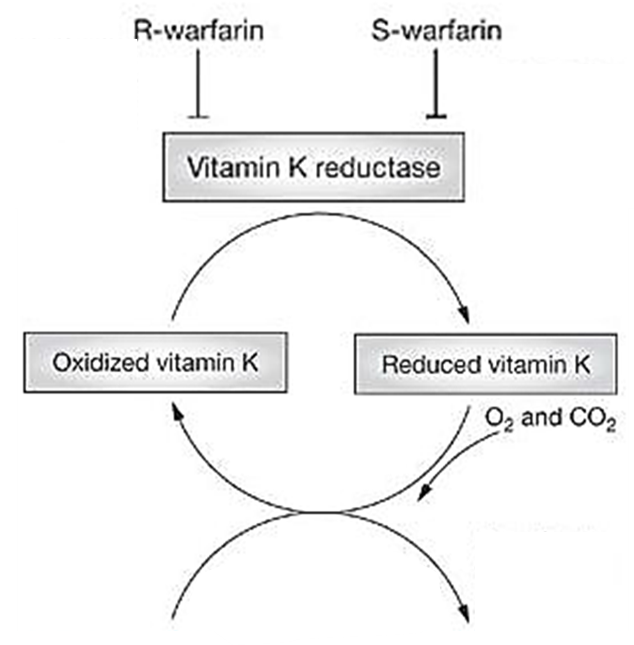 R-warfarin
S-warfarin
Vitamin K reductase
Oxidized vitamin K
Reduced vitamin K
O₂ and CO₂